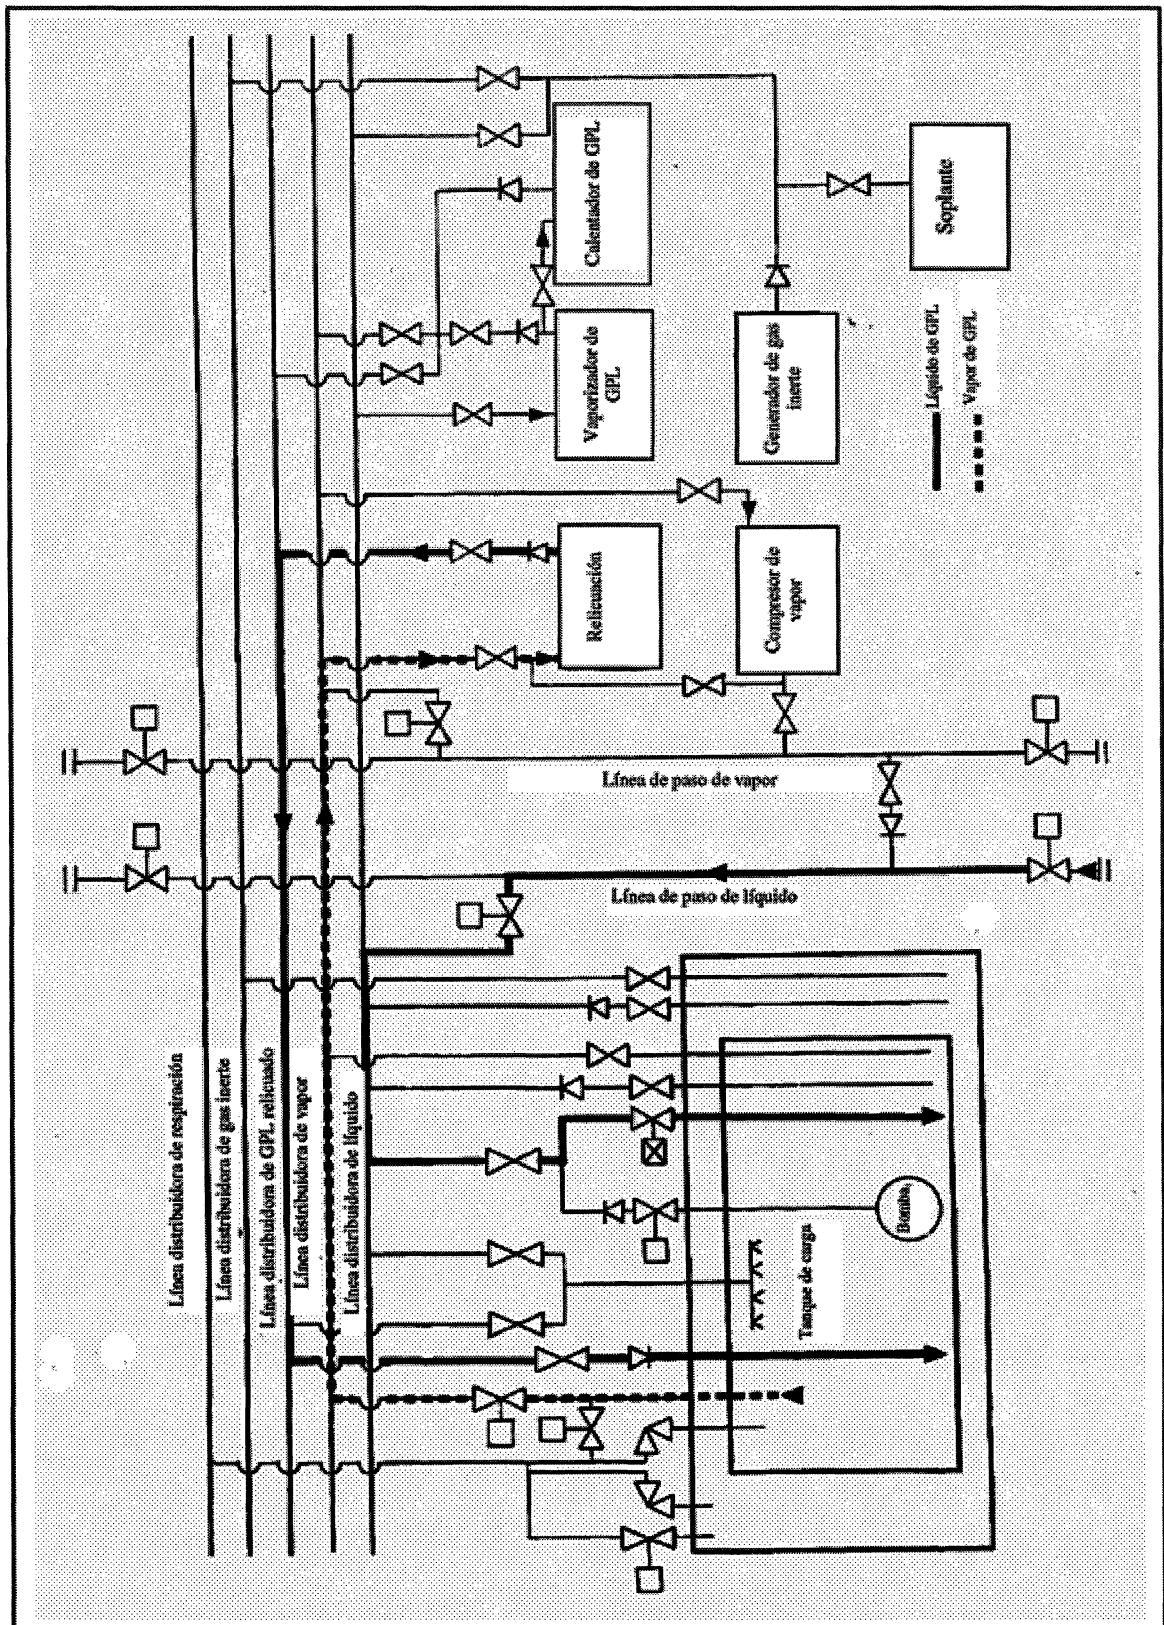 Línea distribuidora de respiración
Línea distribuidora de gas inerte
Línea distribuidora de GPL relicuado
Línea distribuidora de vapor
Línea distribuidora de líquido
Tanque de carga
Bomba
Línea de paso de líquido
Línea de paso de vapor
Relicuación
Compresor de
vapor
Vaporizador de
GPL
Calentador de GPL
Generador de gas
inerte
Soplante
Líquido de GPL
Vapor de GPL